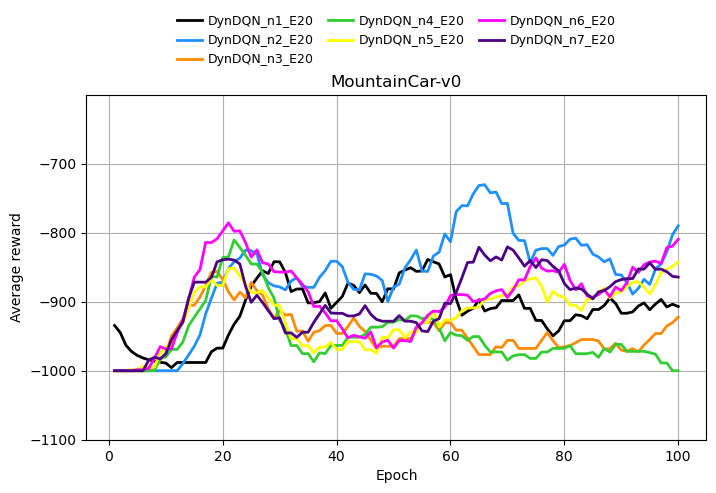 DynDQN_n1_E20 DynDQN_n4_E20 DynDQN_n6_E20
DynDQN_n2_E20 DynDQN_n5_E20 DynDQN_n7_E20
DynDQN_n3_E20
MountainCar-v0
−700
−800
−900
−1000
−1100
Average reward
0 20 40 60 80 100
Epoch